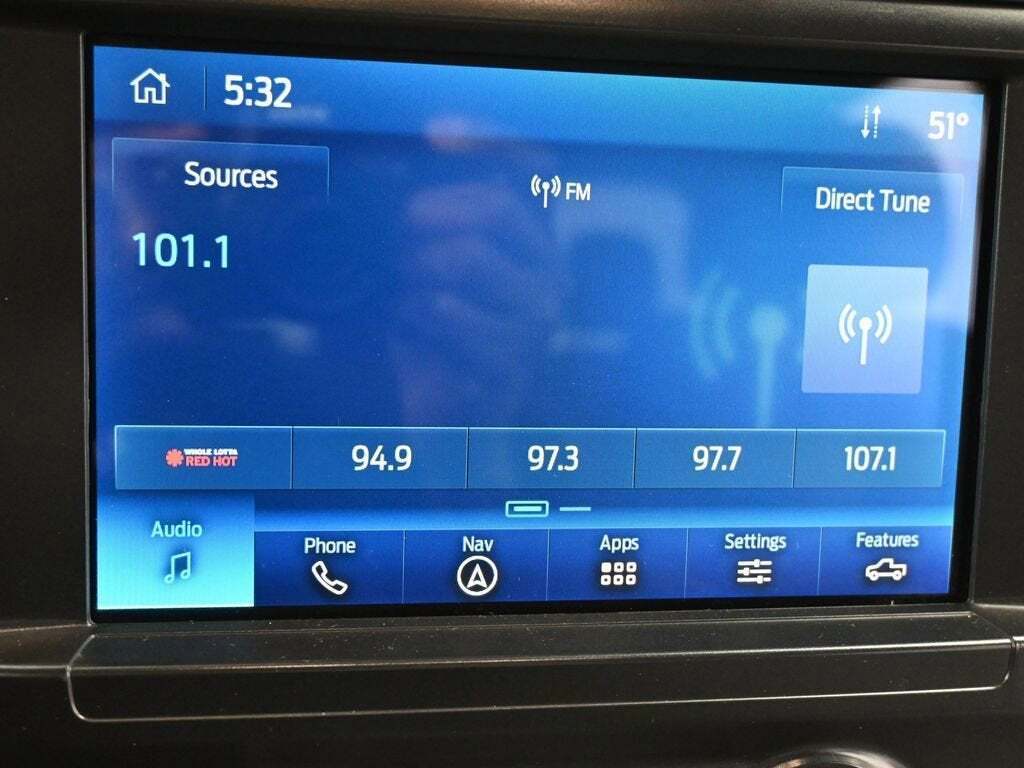 5:32
51°
Sources
FM
Direct Tune
101.1
WHOLE LOTTA
RED HOT
94.9
97.3
97.7
107.1
Audio
Phone
Nav
Apps
Settings
Features